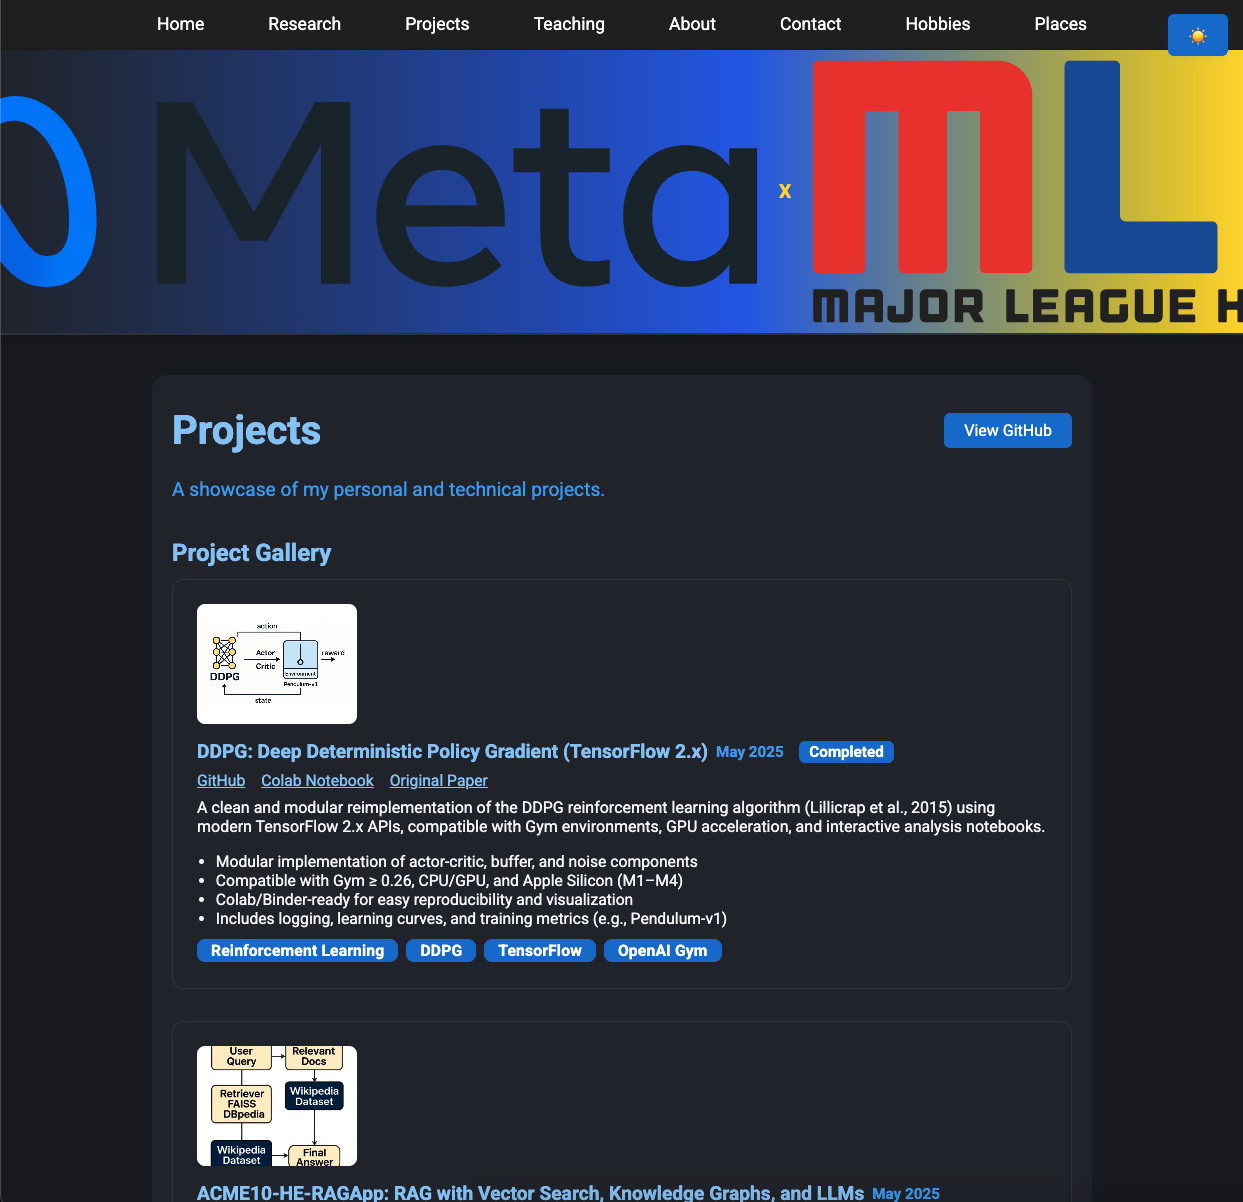 Home Research Projects Teaching About Contact Hobbies Places
Meta x ML
MAJOR LEAGUE H
Projects
View GitHub
A showcase of my personal and technical projects.
Project Gallery
action
Actor
Critic
reward
DDPG
Environment
Pendulum-v1
state
DDPG: Deep Deterministic Policy Gradient (TensorFlow 2.x) May 2025 Completed
GitHub Colab Notebook Original Paper
A clean and modular reimplementation of the DDPG reinforcement learning algorithm (Lillicrap et al., 2015) using
modern TensorFlow 2.x APIs, compatible with Gym environments, GPU acceleration, and interactive analysis notebooks.
• Modular implementation of actor-critic, buffer, and noise components
• Compatible with Gym ≥ 0.26, CPU/GPU, and Apple Silicon (M1–M4)
• Colab/Binder-ready for easy reproducibility and visualization
• Includes logging, learning curves, and training metrics (e.g., Pendulum-v1)
Reinforcement Learning DDPG TensorFlow OpenAI Gym
User
Query
Relevant
Docs
Retriever
FAISS
DBpedia
Wikipedia
Dataset
Wikipedia
Dataset
Final
Answer
ACME10-HE-RAGApp: RAG with Vector Search, Knowledge Graphs, and LLMs May 2025